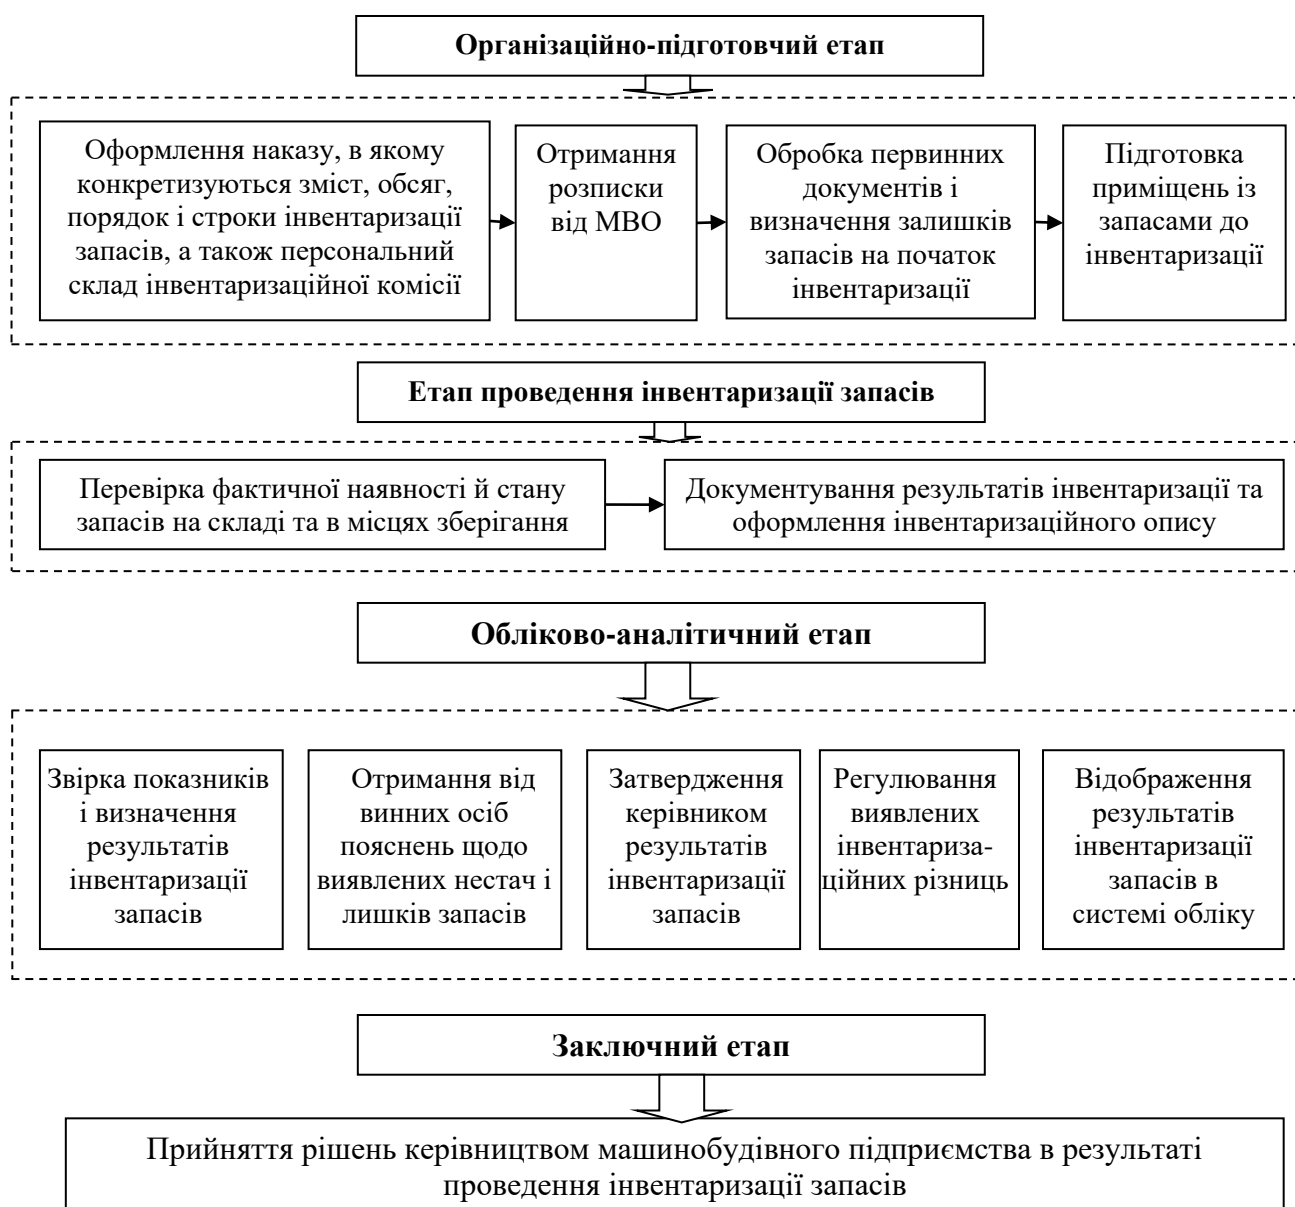 Організаційно-підготовчий етап
Оформлення наказу, в якому
конкретизуються зміст, обсяг,
порядок і строки інвентаризації
запасів, а також персональний
склад інвентаризаційної комісії
Отримання
розписки
від МВО
Обробка первинних
документів і
визначення залишків
запасів на початок
інвентаризації
Підготовка
приміщень із
запасами до
інвентаризації
Етап проведення інвентаризації запасів
Перевірка фактичної наявності й стану
запасів на складі та в місцях зберігання
Документування результатів інвентаризації та
оформлення інвентаризаційного опису
Обліково-аналітичний етап
Звірка показників
і визначення
результатів
інвентаризації
запасів
Отримання від
винних осіб
пояснень щодо
виявлених нестач і
лишків запасів
Затвердження
керівником
результатів
інвентаризації
запасів
Регулювання
виявлених
інвентариза-
ційних різниць
Відображення
результатів
інвентаризації
запасів в
системі обліку
Заключний етап
Прийняття рішень керівництвом машинобудівного підприємства в результаті
проведення інвентаризації запасів